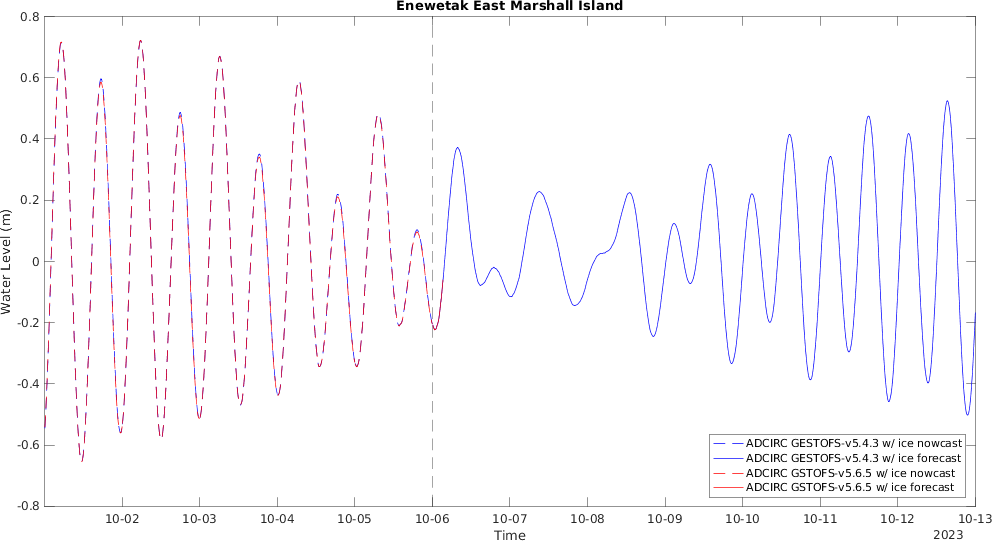 Enewetak East Marshall Island
0.8
0.6
0.4
0.2
0
-0.2
-0.4
-0.6
-0.8
Water Level (m)
10-02 10-03 10-04 10-05 10-06 10-07 10-08 10-09 10-10 10-11 10-12 10-13
Time
2023
ADCIRC GESTOFS-v5.4.3 w/ ice nowcast
ADCIRC GESTOFS-v5.4.3 w/ ice forecast
ADCIRC GSTOFS-v5.6.5 w/ ice nowcast
ADCIRC GSTOFS-v5.6.5 w/ ice forecast